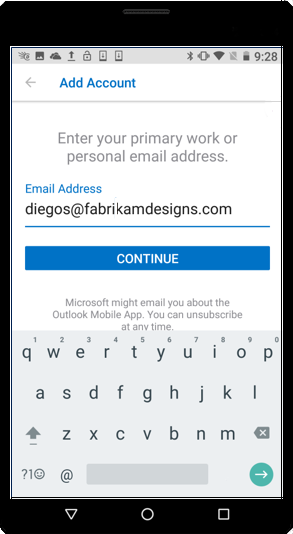 9:28
Add Account
Enter your primary work or
personal email address.
Email Address
diegos@fabrikamdesigns.com
CONTINUE
Microsoft might email you about the
Outlook Mobile App. You can unsubscribe
at any time.
1 2 3 4 5 6 7 8 9 0
q w e r t y u i o p
a s d f g h j k l
z x c v b n m
?1☺ @